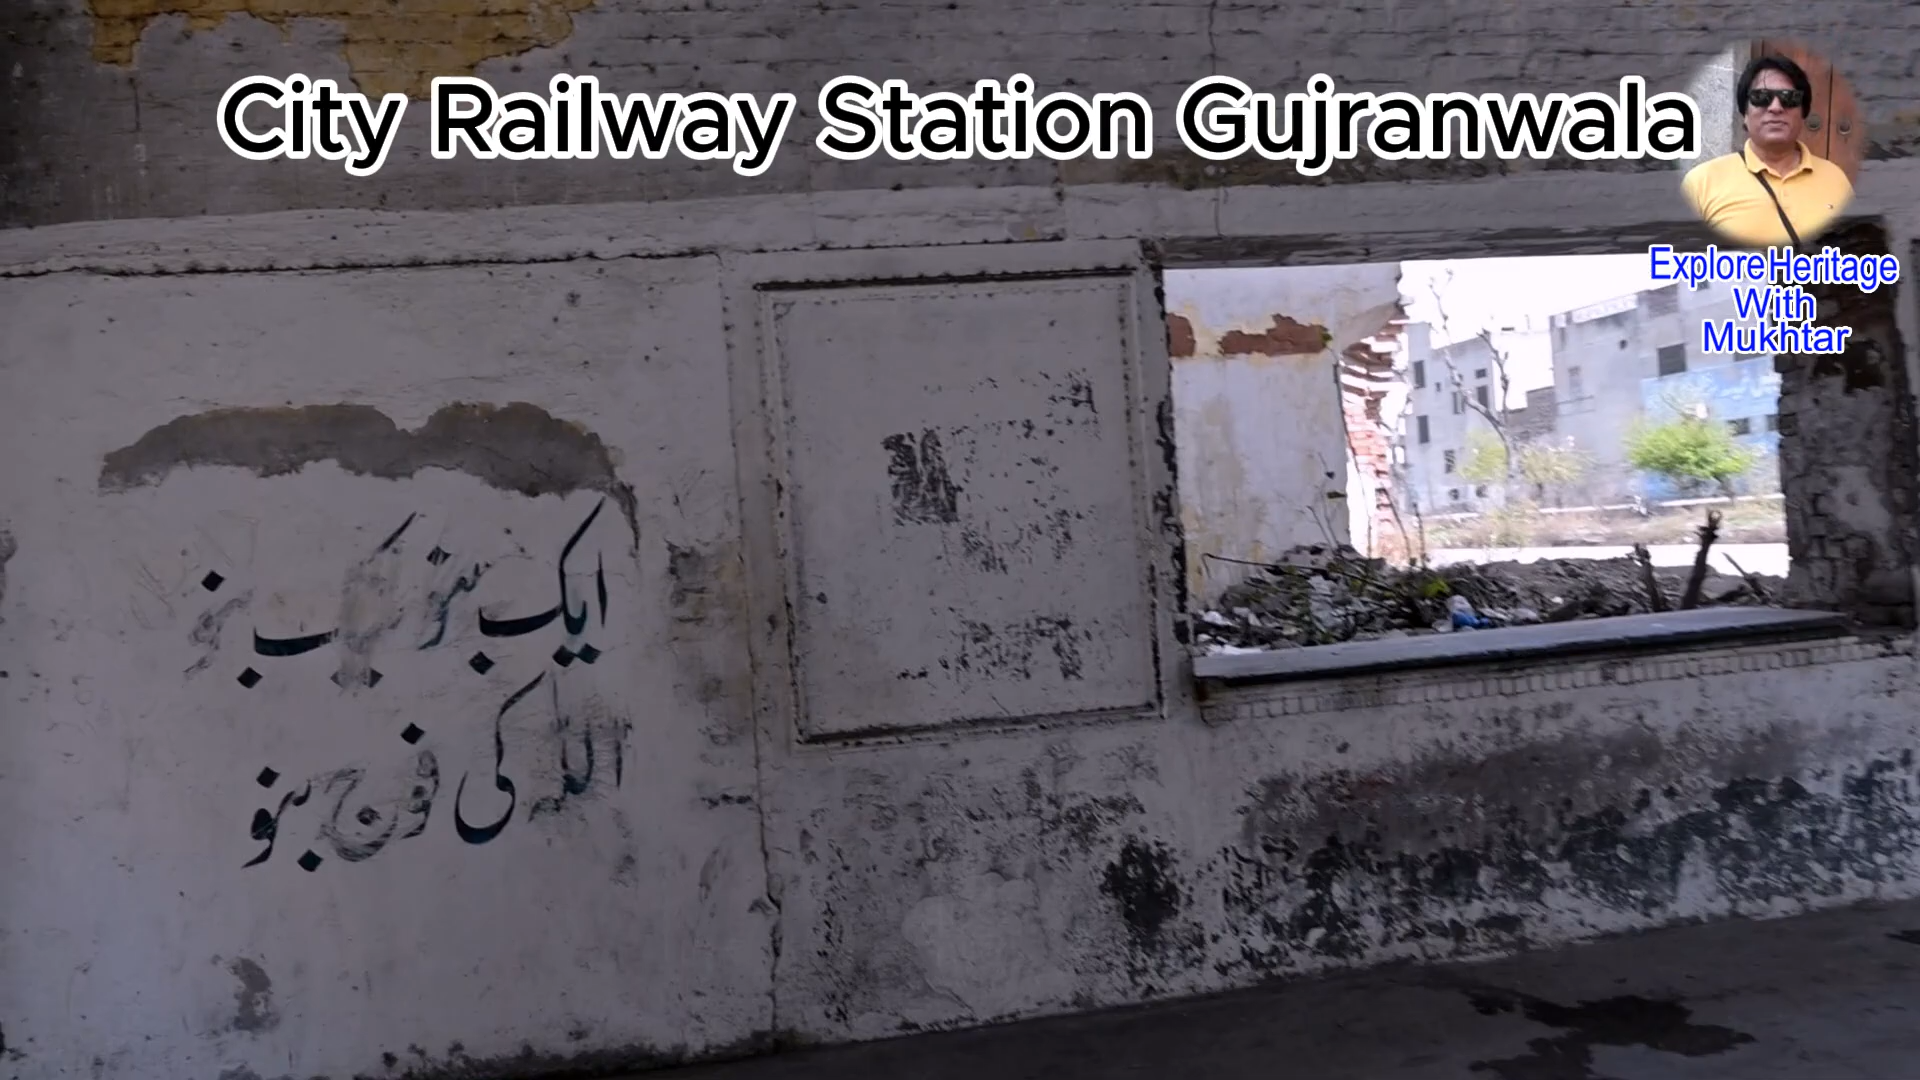 City Railway Station Gujranwala
Explore Heritage
With
Mukhtar
ایک بنو نیک بنو
اللہ کی فوج بنو